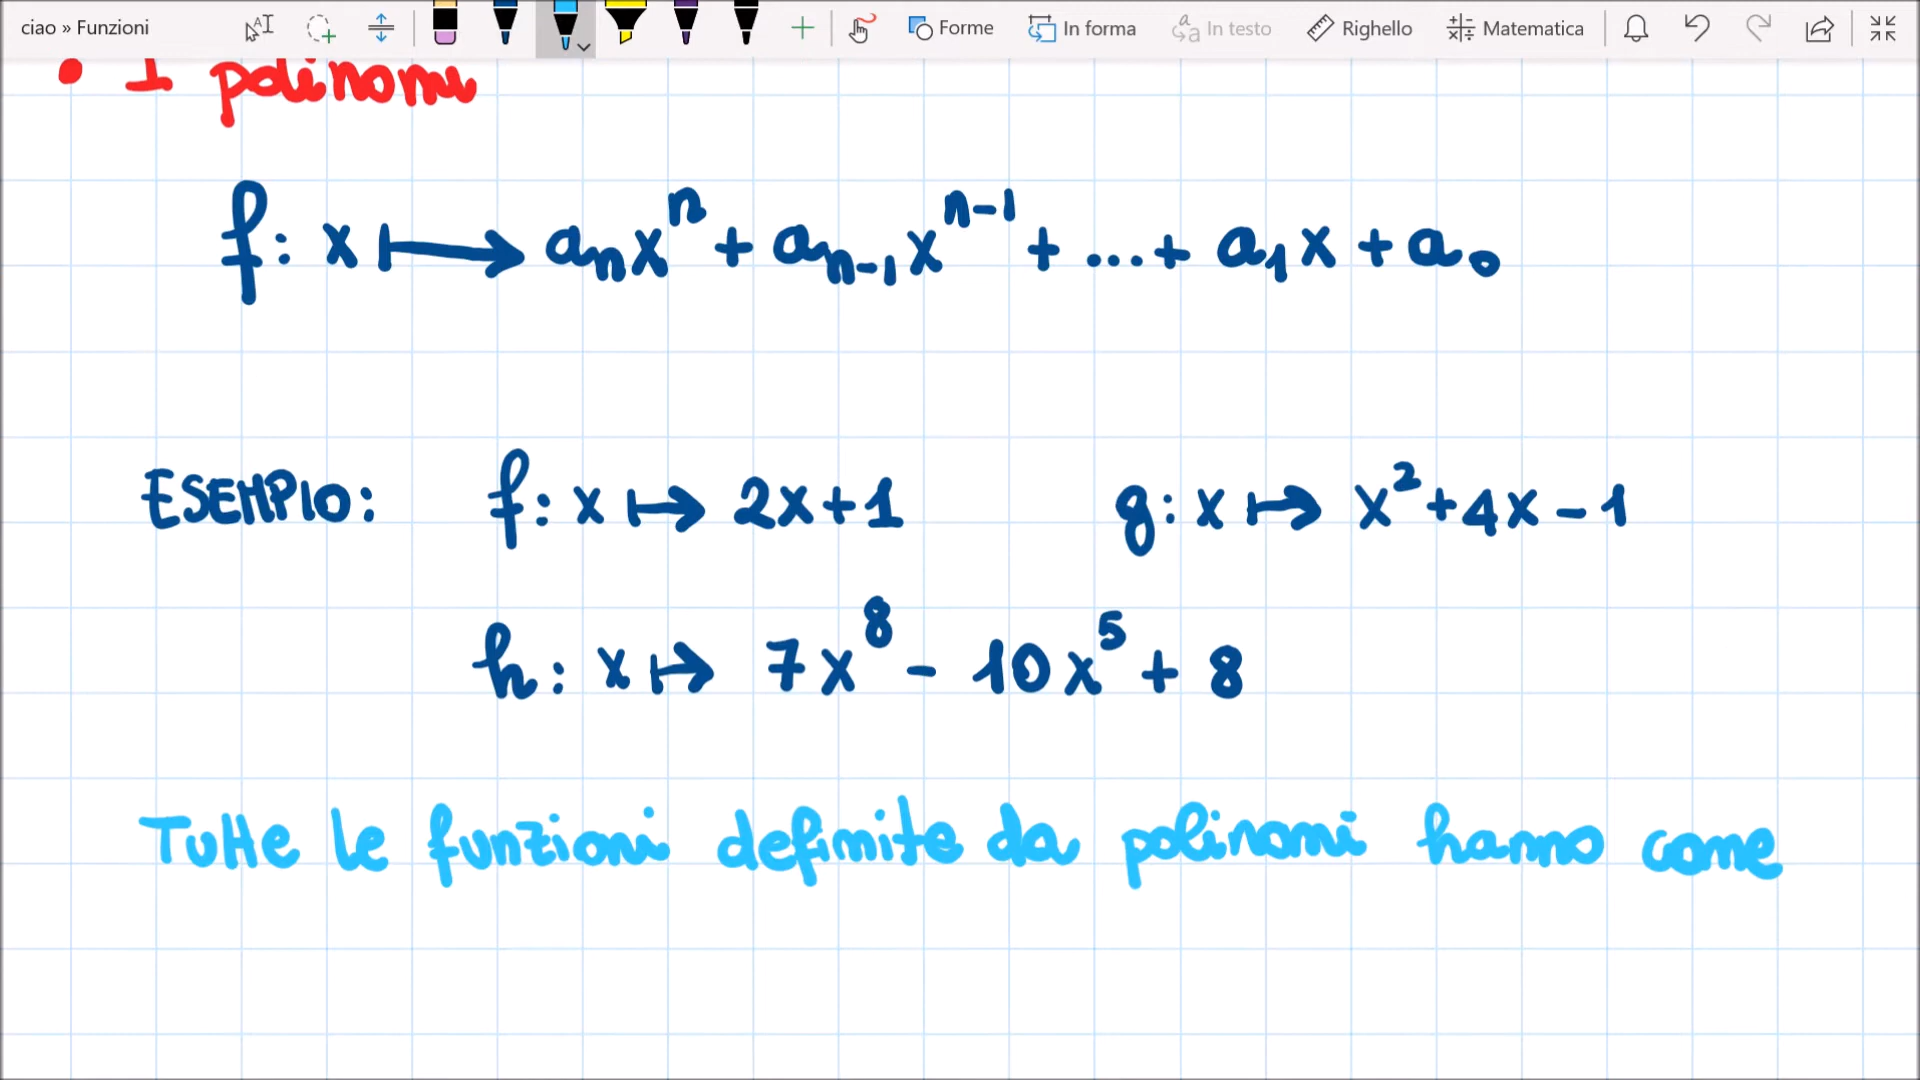 ciao » Funzioni
Forme
In forma
In testo
Righello
Matematica
• I polinomi
f: x ⟼ aₙxⁿ + aₙ₋₁xⁿ⁻¹ + ... + a₁x + a₀
ESEMPIO: f: x ↦ 2x+1 g: x ↦ x²+4x-1
h: x ↦ 7x⁸ - 10x⁵ + 8
Tutte le funzioni definite da polinomi hanno come